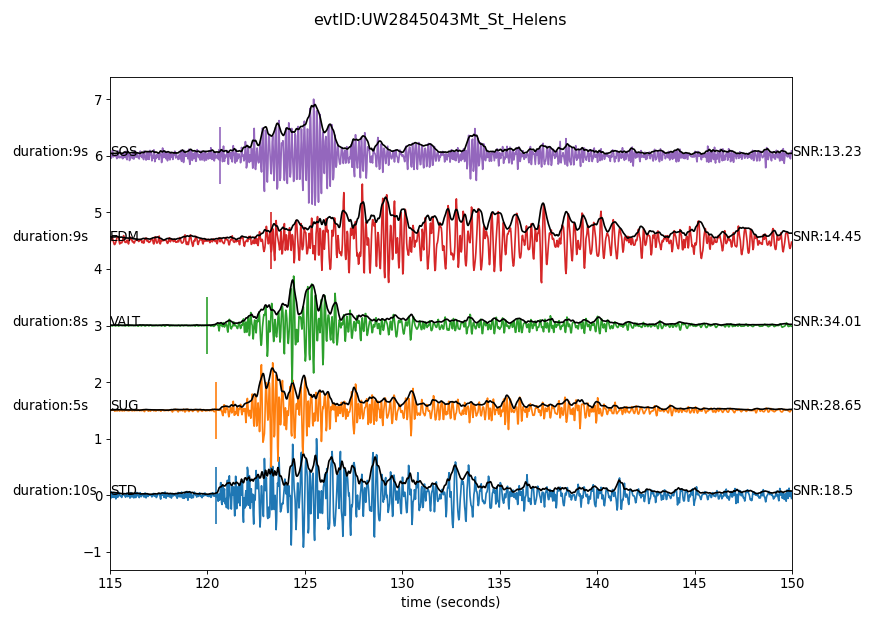 evtID:UW2845043Mt_St_Helens
7
duration:9s SOS 6 SNR:13.23
5
duration:9s EDM SNR:14.45
4
duration:8s VALT 3 SNR:34.01
2
duration:5s SUG SNR:28.65
1
duration:10s STD 0 SNR:18.5
−1
115 120 125 130 135 140 145 150
time (seconds)